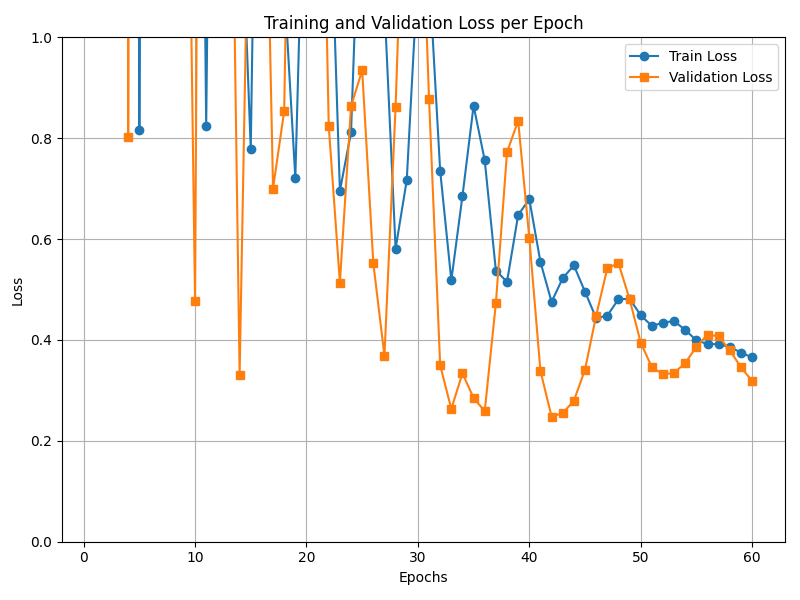 Training and Validation Loss per Epoch
Train Loss
Validation Loss
Loss
1.0
0.8
0.6
0.4
0.2
0.0
0 10 20 30 40 50 60
Epochs